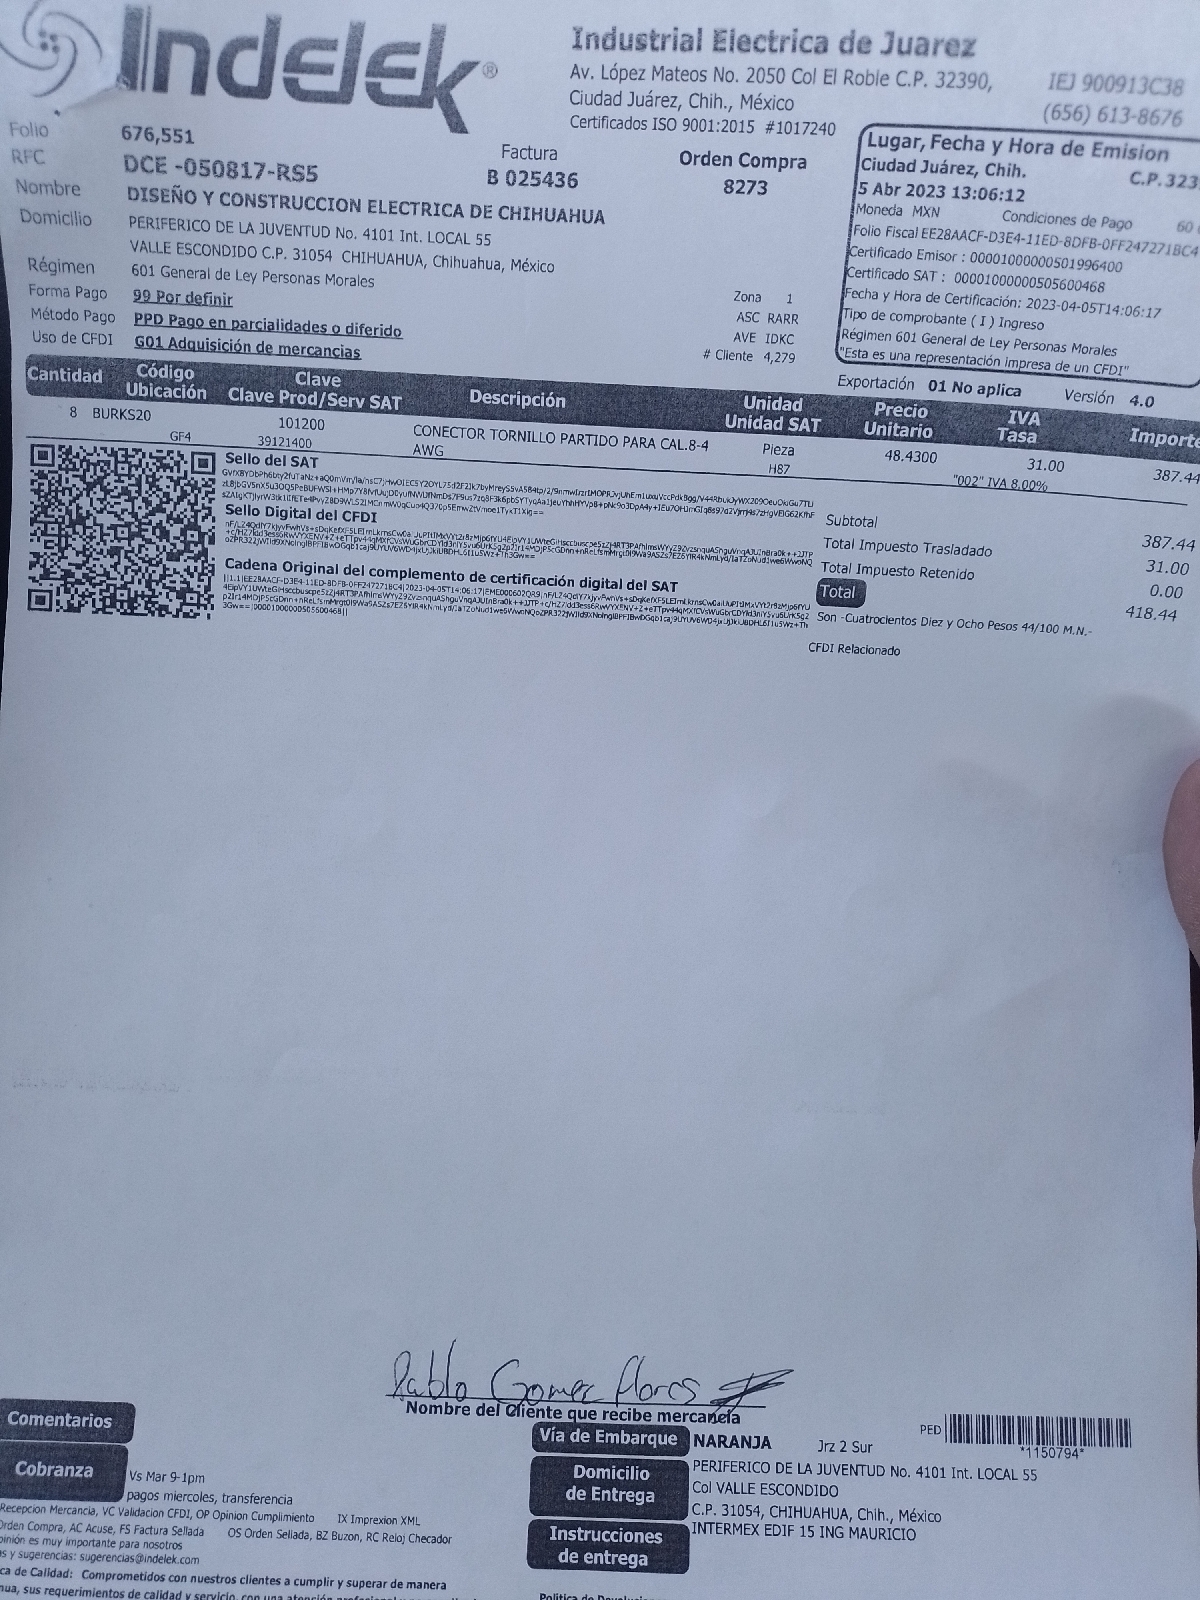 Indelek®
Industrial Electrica de Juarez
Av. López Mateos No. 2050 Col El Roble C.P. 32390,
Ciudad Juárez, Chih., México
Certificados ISO 9001:2015 #1017240
IEJ 900913C38
(656) 613-8676
Folio 676,551
RFC DCE -050817-RS5
Factura
B 025436
Orden Compra
8273
Nombre DISEÑO Y CONSTRUCCION ELECTRICA DE CHIHUAHUA
Domicilio PERIFERICO DE LA JUVENTUD No. 4101 Int. LOCAL 55
VALLE ESCONDIDO C.P. 31054 CHIHUAHUA, Chihuahua, México
Régimen 601 General de Ley Personas Morales
Forma Pago 99 Por definir
Método Pago PPD Pago en parcialidades o diferido
Uso de CFDI G01 Adquisición de mercancias
Zona 1
ASC RARR
AVE IDKC
# Cliente 4,279
Lugar, Fecha y Hora de Emision
Ciudad Juárez, Chih. C.P.323
5 Abr 2023 13:06:12
Moneda MXN Condiciones de Pago 60
Folio Fiscal EE28AACF-D3E4-11ED-8DFB-0FF247271BC4
Certificado Emisor : 00001000000501996400
Certificado SAT : 00001000000505600468
Fecha y Hora de Certificación: 2023-04-05T14:06:17
Tipo de comprobante ( I ) Ingreso
Régimen 601 General de Ley Personas Morales
"Esta es una representación impresa de un CFDI"
Exportación 01 No aplica Versión 4.0
Cantidad Código Ubicación Clave Clave Prod/Serv SAT Descripción Unidad Unidad SAT Precio Unitario IVA Tasa Importe
8 BURKS20 101200 CONECTOR TORNILLO PARTIDO PARA CAL.8-4 Pieza 48.4300 31.00 387.44
GF4 39121400 AWG H87 "002" IVA 8.00%
Sello del SAT
Sello Digital del CFDI
Cadena Original del complemento de certificación digital del SAT
Subtotal 387.44
Total Impuesto Trasladado 31.00
Total Impuesto Retenido 0.00
Total 418.44
Son -Cuatrocientos Diez y Ocho Pesos 44/100 M.N.-
CFDI Relacionado
Pablo Gomez Flores
Nombre del Cliente que recibe mercancía
Comentarios
Cobranza
Vs Mar 9-1pm
pagos miercoles, transferencia
Recepcion Mercancia, VC Validacion CFDI, OP Opinion Cumplimiento IX Imprexion XML
Orden Compra, AC Acuse, FS Factura Sellada OS Orden Sellada, BZ Buzon, RC Reloj Checador
pinión es muy importante para nosotros
s y sugerencias: sugerencias@indelek.com
ca de Calidad: Comprometidos con nuestros clientes a cumplir y superar de manera
nua, sus requerimientos de calidad y servicio, con una
Vía de Embarque NARANJA Jrz 2 Sur
PED *1150794*
Domicilio de Entrega
PERIFERICO DE LA JUVENTUD No. 4101 Int. LOCAL 55
Col VALLE ESCONDIDO
C.P. 31054, CHIHUAHUA, Chih., México
Instrucciones de entrega
INTERMEX EDIF 15 ING MAURICIO